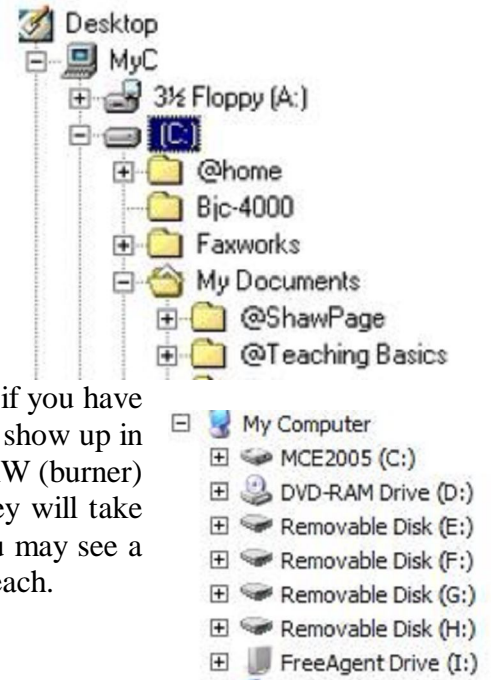 Desktop
MyC
3½ Floppy (A:)
(C:)
@home
Bjc-4000
Faxworks
My Documents
@ShawPage
@Teaching Basics
if you have
show up in
W (burner)
ey will take
u may see a
each.
My Computer
MCE2005 (C:)
DVD-RAM Drive (D:)
Removable Disk (E:)
Removable Disk (F:)
Removable Disk (G:)
Removable Disk (H:)
FreeAgent Drive (I:)